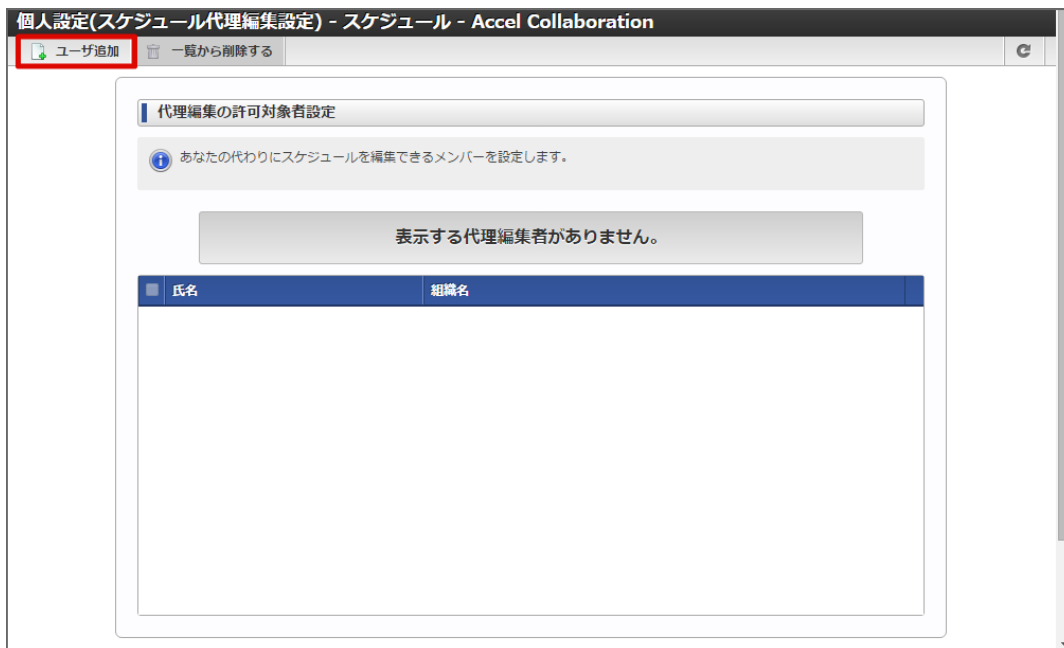 個人設定(スケジュール代理編集設定) - スケジュール - Accel Collaboration
ユーザ追加 一覧から削除する
代理編集の許可対象者設定
あなたの代わりにスケジュールを編集できるメンバーを設定します。
表示する代理編集者がありません。
氏名 組織名